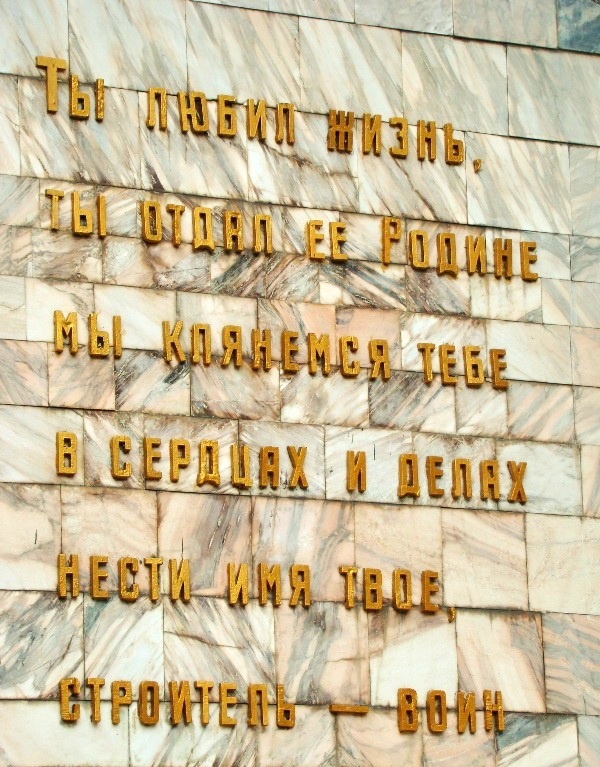 Ты любил жизнь,
ты отдал ее Родине
мы клянемся тебе
в сердцах и делах
нести имя твое,
строитель — воин